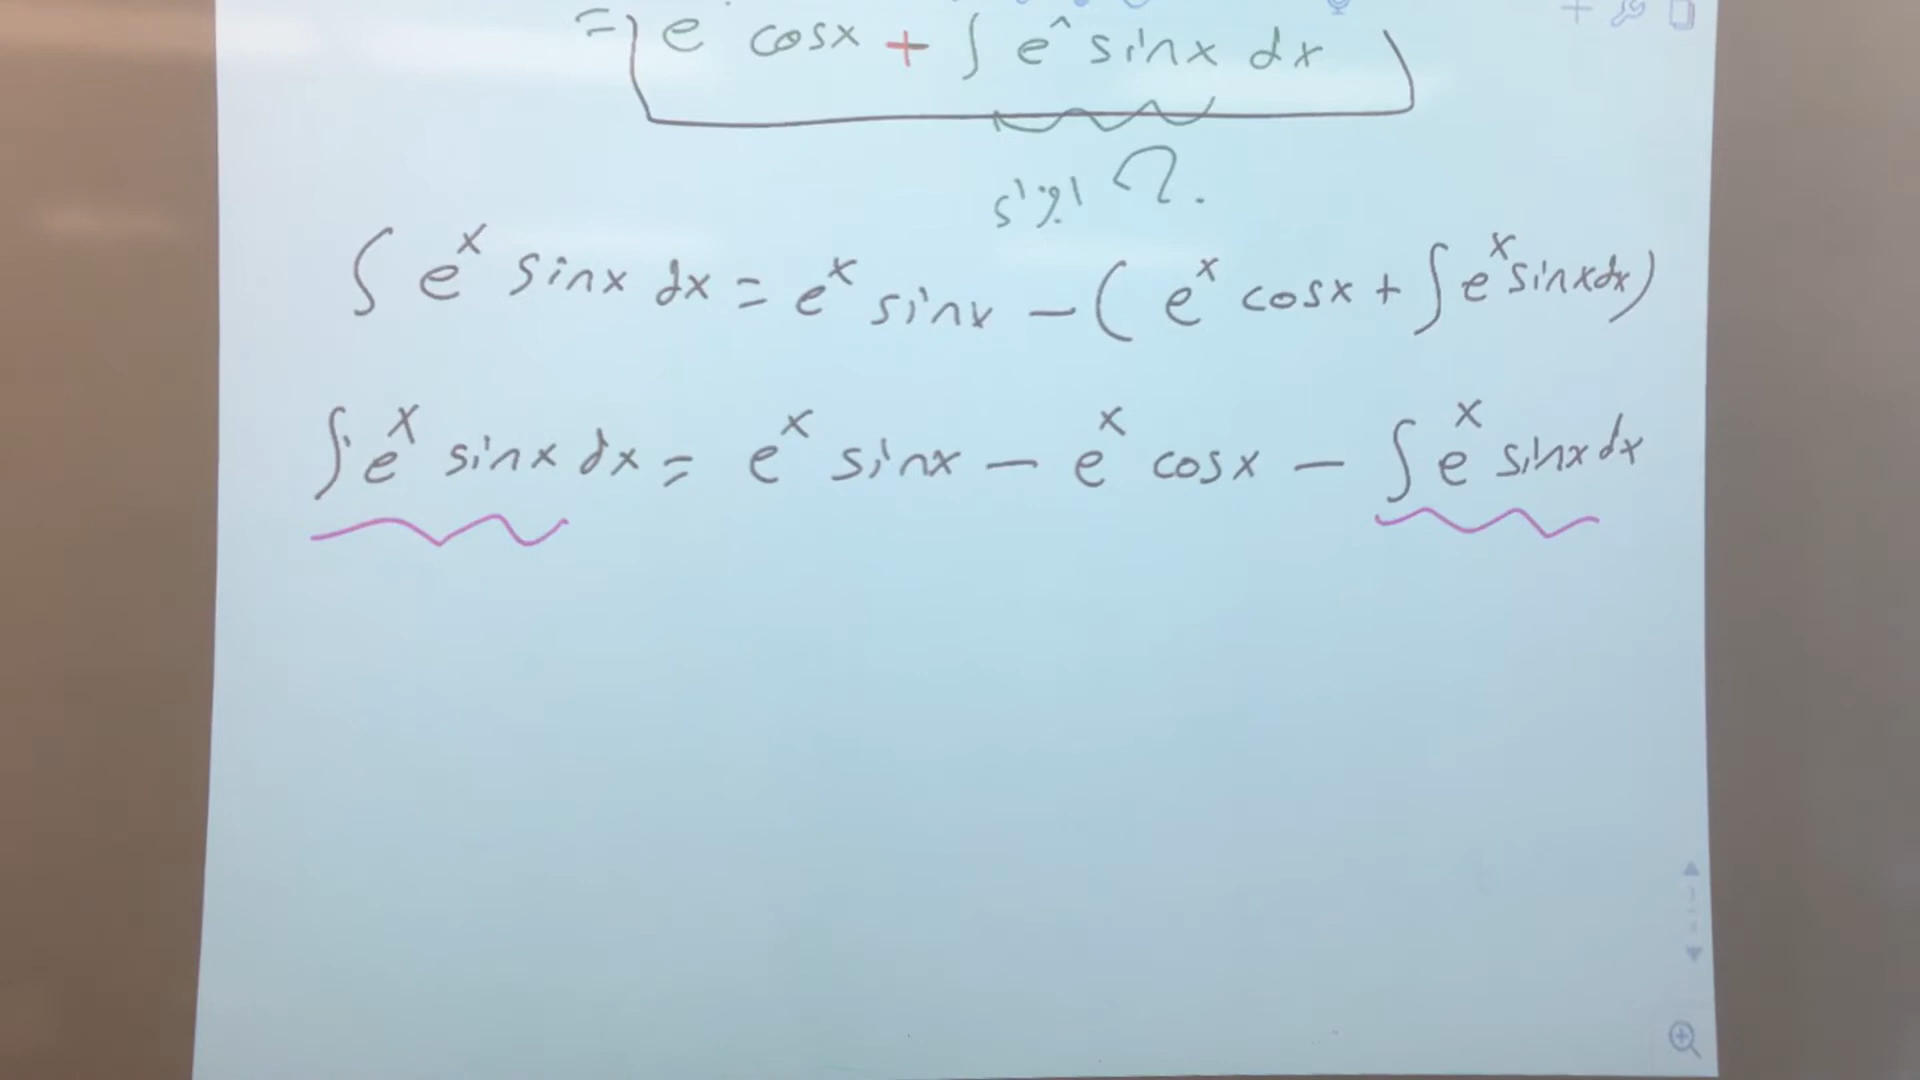 = e cosx + ∫ e^x sinx dx
∫ e^x sinx dx = e^x sinx - ( e^x cosx + ∫ e^x sinx dx )
∫ e^x sinx dx = e^x sinx - e^x cosx - ∫ e^x sinx dx